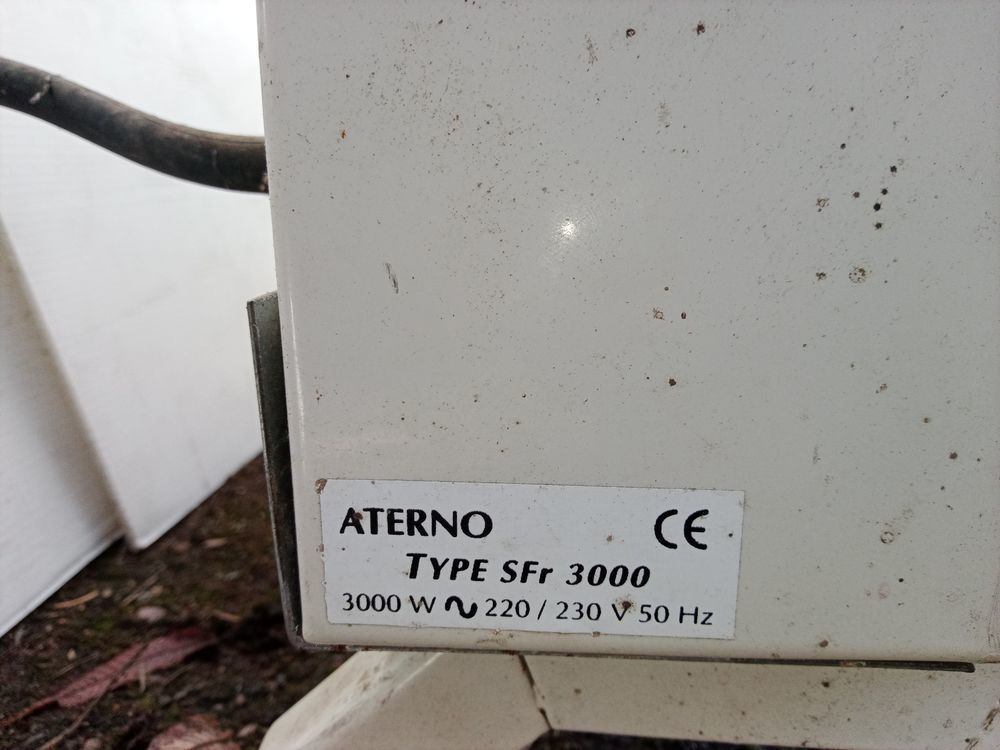 ATERNO CE
TYPE SFr 3000
3000 W ∿ 220 / 230 V 50 Hz